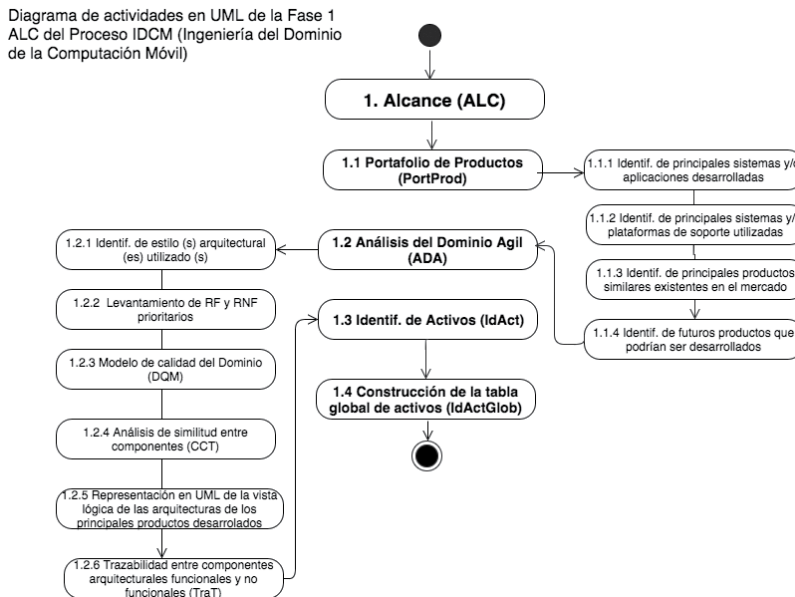 Diagrama de actividades en UML de la Fase 1
ALC del Proceso IDCM (Ingeniería del Dominio
de la Computación Móvil)
1. Alcance (ALC)
1.1 Portafolio de Productos
(PortProd)
1.1.1 Identif. de principales sistemas y/o
aplicaciones desarrolladas
1.1.2 Identif. de principales sistemas y/
plataformas de soporte utilizadas
1.1.3 Identif. de principales productos
similares existentes en el mercado
1.1.4 Identif. de futuros productos que
podrían ser desarrollados
1.2 Análisis del Dominio Agil
(ADA)
1.2.1 Identif. de estilo (s) arquitectural
(es) utilizado (s)
1.2.2 Levantamiento de RF y RNF
prioritarios
1.2.3 Modelo de calidad del Dominio
(DQM)
1.2.4 Análisis de similitud entre
componentes (CCT)
1.2.5 Representación en UML de la vista
lógica de las arquitecturas de los
principales productos desarrolados
1.2.6 Trazabilidad entre componentes
arquitecturales funcionales y no
funcionales (TraT)
1.3 Identif. de Activos (IdAct)
1.4 Construcción de la tabla
global de activos (IdActGlob)